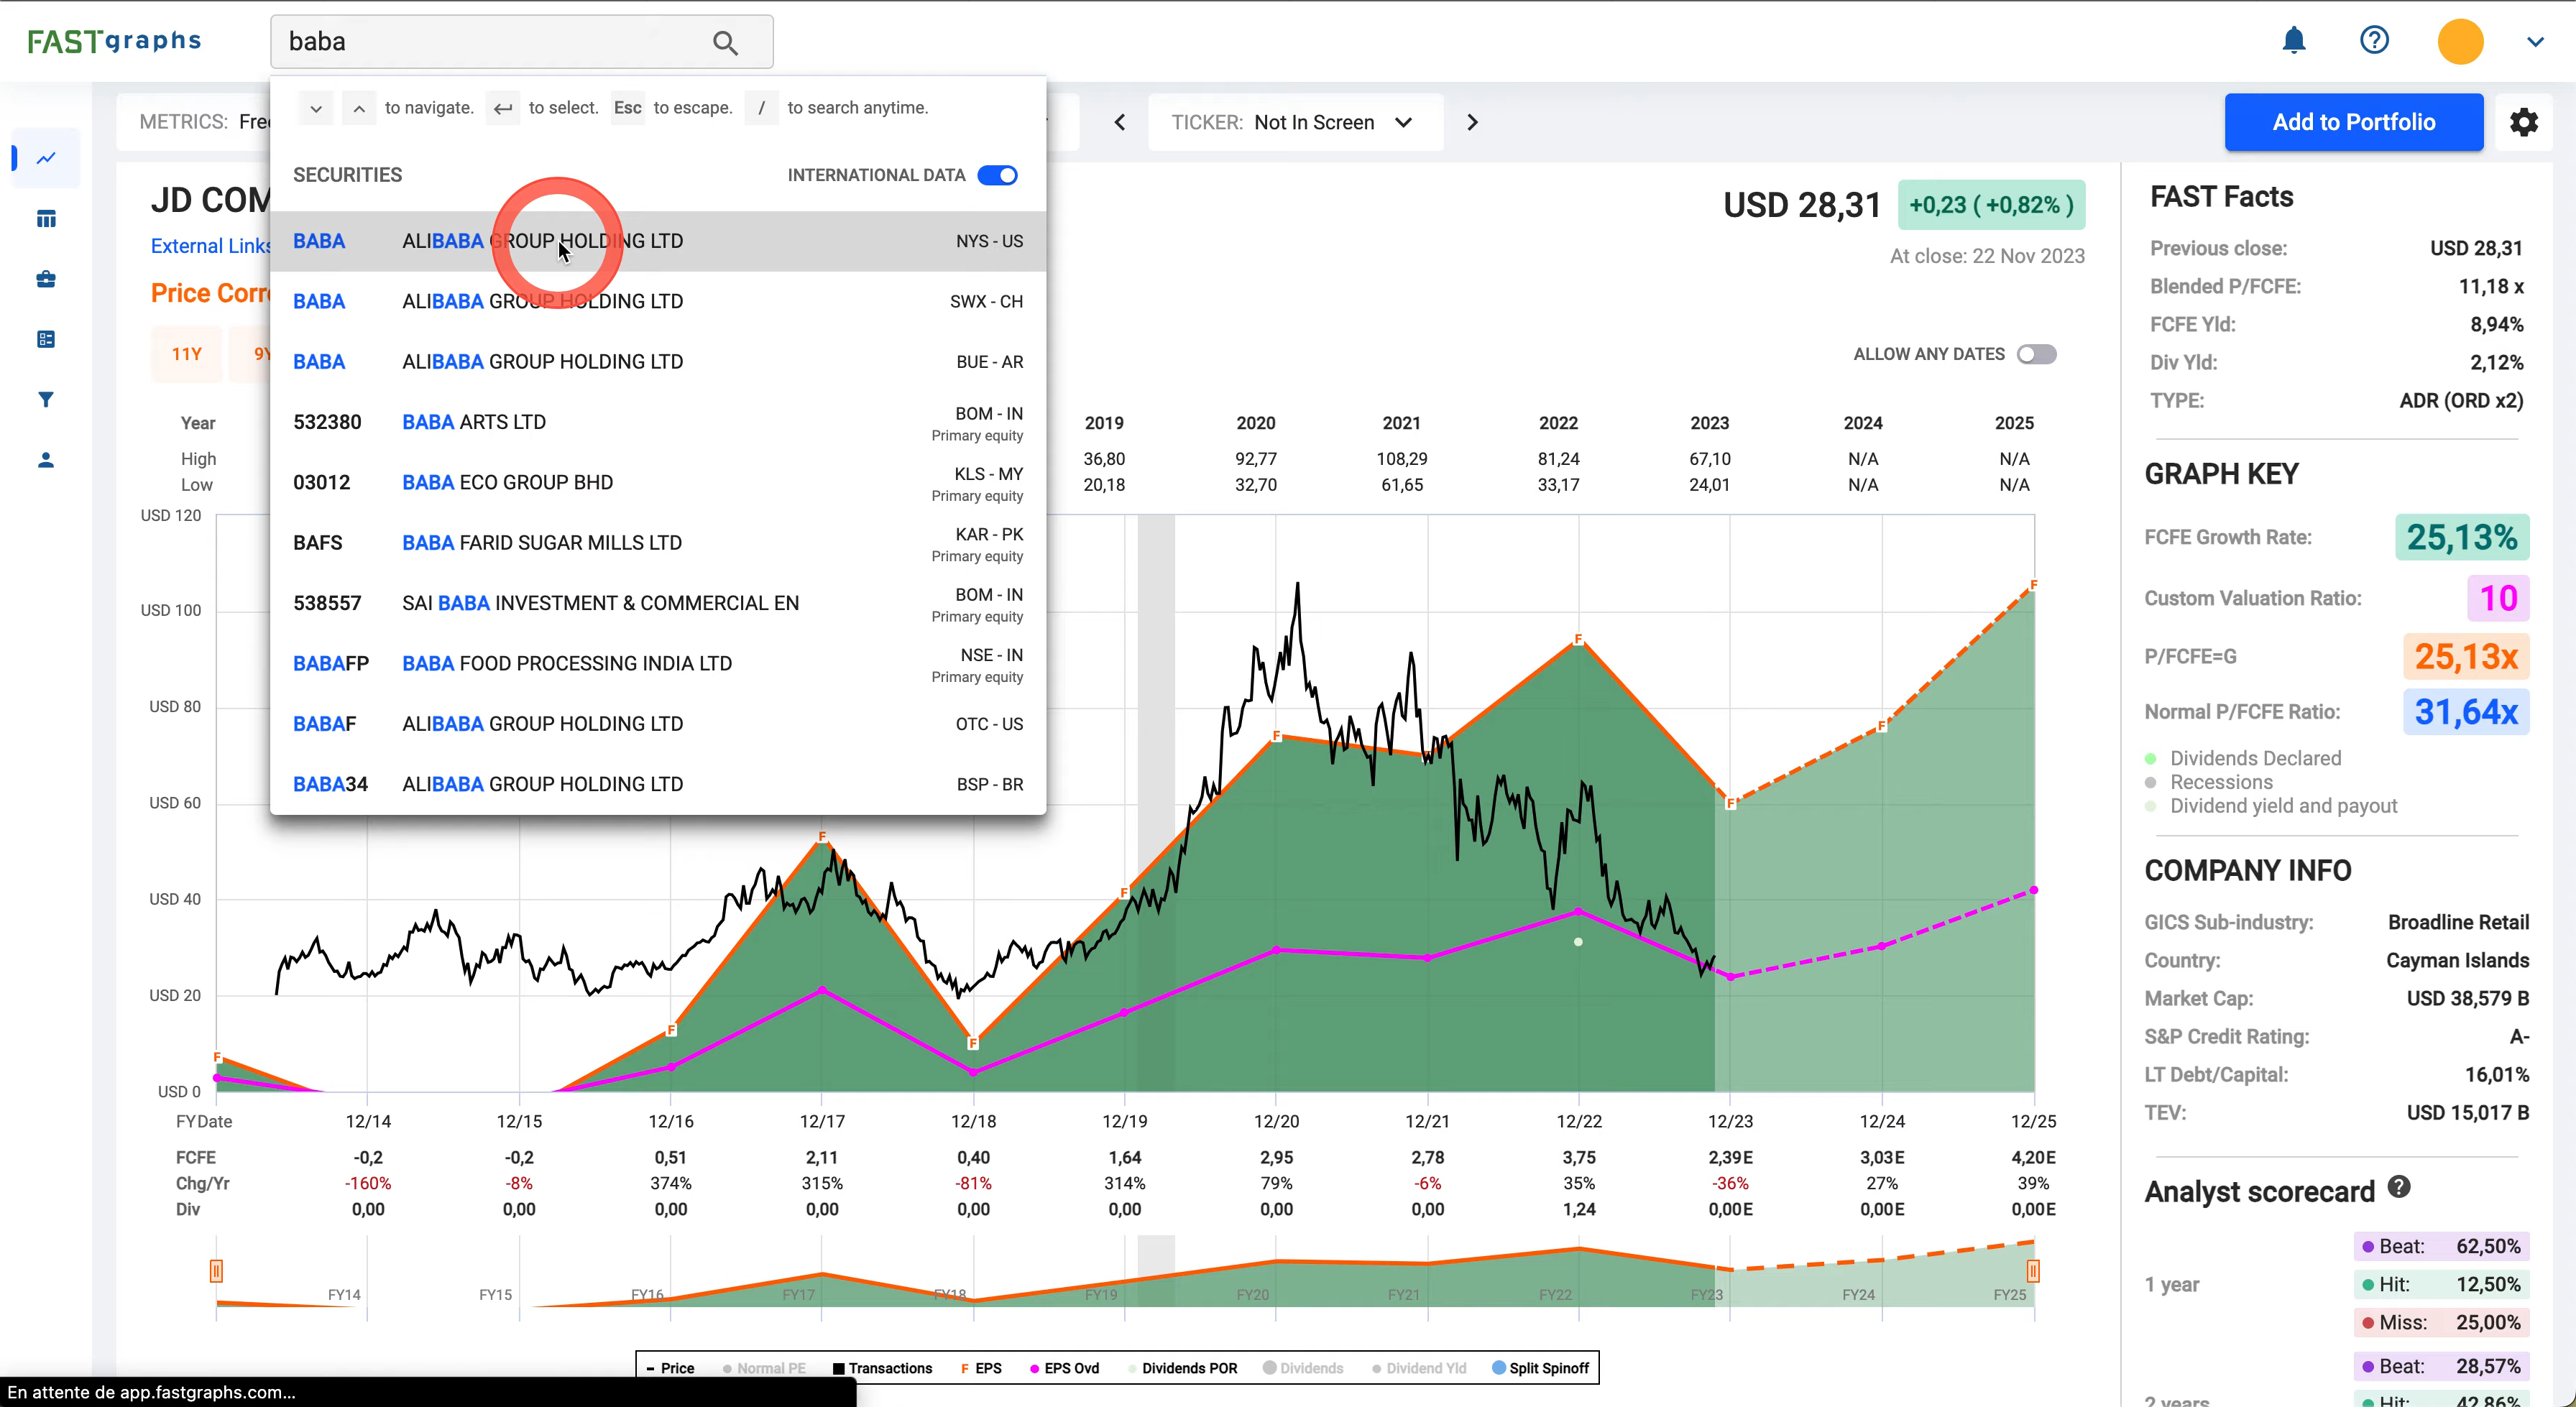 FAST graphs
baba
to navigate. to select. Esc to escape. / to search anytime.
METRICS: Free
TICKER: Not In Screen
Add to Portfolio
SECURITIES
INTERNATIONAL DATA
BABA ALIBABA GROUP HOLDING LTD NYS - US
BABA ALIBABA GROUP HOLDING LTD SWX - CH
BABA ALIBABA GROUP HOLDING LTD BUE - AR
532380 BABA ARTS LTD BOM - IN
Primary equity
03012 BABA ECO GROUP BHD KLS - MY
Primary equity
BAFS BABA FARID SUGAR MILLS LTD KAR - PK
Primary equity
538557 SAI BABA INVESTMENT & COMMERCIAL EN BOM - IN
Primary equity
BABAFP BABA FOOD PROCESSING INDIA LTD NSE - IN
Primary equity
BABAF ALIBABA GROUP HOLDING LTD OTC - US
BABA34 ALIBABA GROUP HOLDING LTD BSP - BR
JD COM
External Links
Price Corre
11Y 9Y
USD 28,31 +0,23 ( +0,82% )
At close: 22 Nov 2023
ALLOW ANY DATES
Year 2019 2020 2021 2022 2023 2024 2025
High 36,80 92,77 108,29 81,24 67,10 N/A N/A
Low 20,18 32,70 61,65 33,17 24,01 N/A N/A
USD 120
USD 100
USD 80
USD 60
USD 40
USD 20
USD 0
F F F F F F F F F F
FYDate 12/14 12/15 12/16 12/17 12/18 12/19 12/20 12/21 12/22 12/23 12/24 12/25
FCFE -0,2 -0,2 0,51 2,11 0,40 1,64 2,95 2,78 3,75 2,39E 3,03E 4,20E
Chg/Yr -160% -8% 374% 315% -81% 314% 79% -6% 35% -36% 27% 39%
Div 0,00 0,00 0,00 0,00 0,00 0,00 0,00 0,00 1,24 0,00E 0,00E 0,00E
FY14 FY15 FY16 FY17 FY18 FY19 FY20 FY21 FY22 FY23 FY24 FY25
Price Normal PE Transactions F EPS EPS Ovd Dividends POR Dividends Dividend Yld Split Spinoff
En attente de app.fastgraphs.com...
FAST Facts
Previous close: USD 28,31
Blended P/FCFE: 11,18 x
FCFE Yld: 8,94%
Div Yld: 2,12%
TYPE: ADR (ORD x2)
GRAPH KEY
FCFE Growth Rate: 25,13%
Custom Valuation Ratio: 10
P/FCFE=G 25,13x
Normal P/FCFE Ratio: 31,64x
Dividends Declared
Recessions
Dividend yield and payout
COMPANY INFO
GICS Sub-industry: Broadline Retail
Country: Cayman Islands
Market Cap: USD 38,579 B
S&P Credit Rating: A-
LT Debt/Capital: 16,01%
TEV: USD 15,017 B
Analyst scorecard
1 year
Beat: 62,50%
Hit: 12,50%
Miss: 25,00%
2 years
Beat: 28,57%
Hit: 42,86%